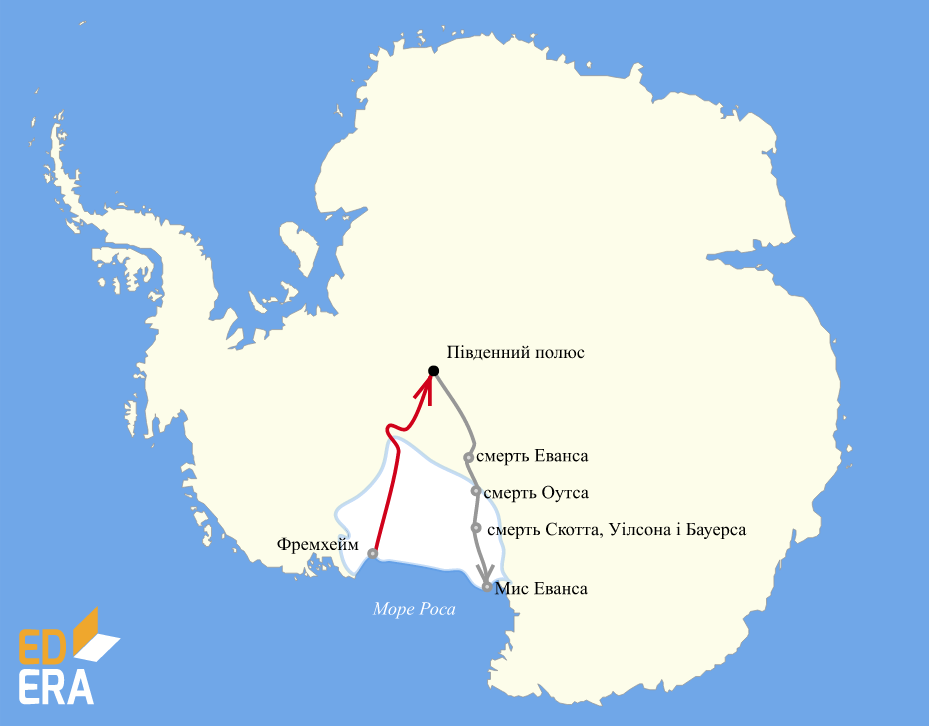 Південний полюс
смерть Еванса
смерть Оутса
смерть Скотта, Уілсона і Бауерса
Фремхейм
Мис Еванса
Море Роса
ED
ERA